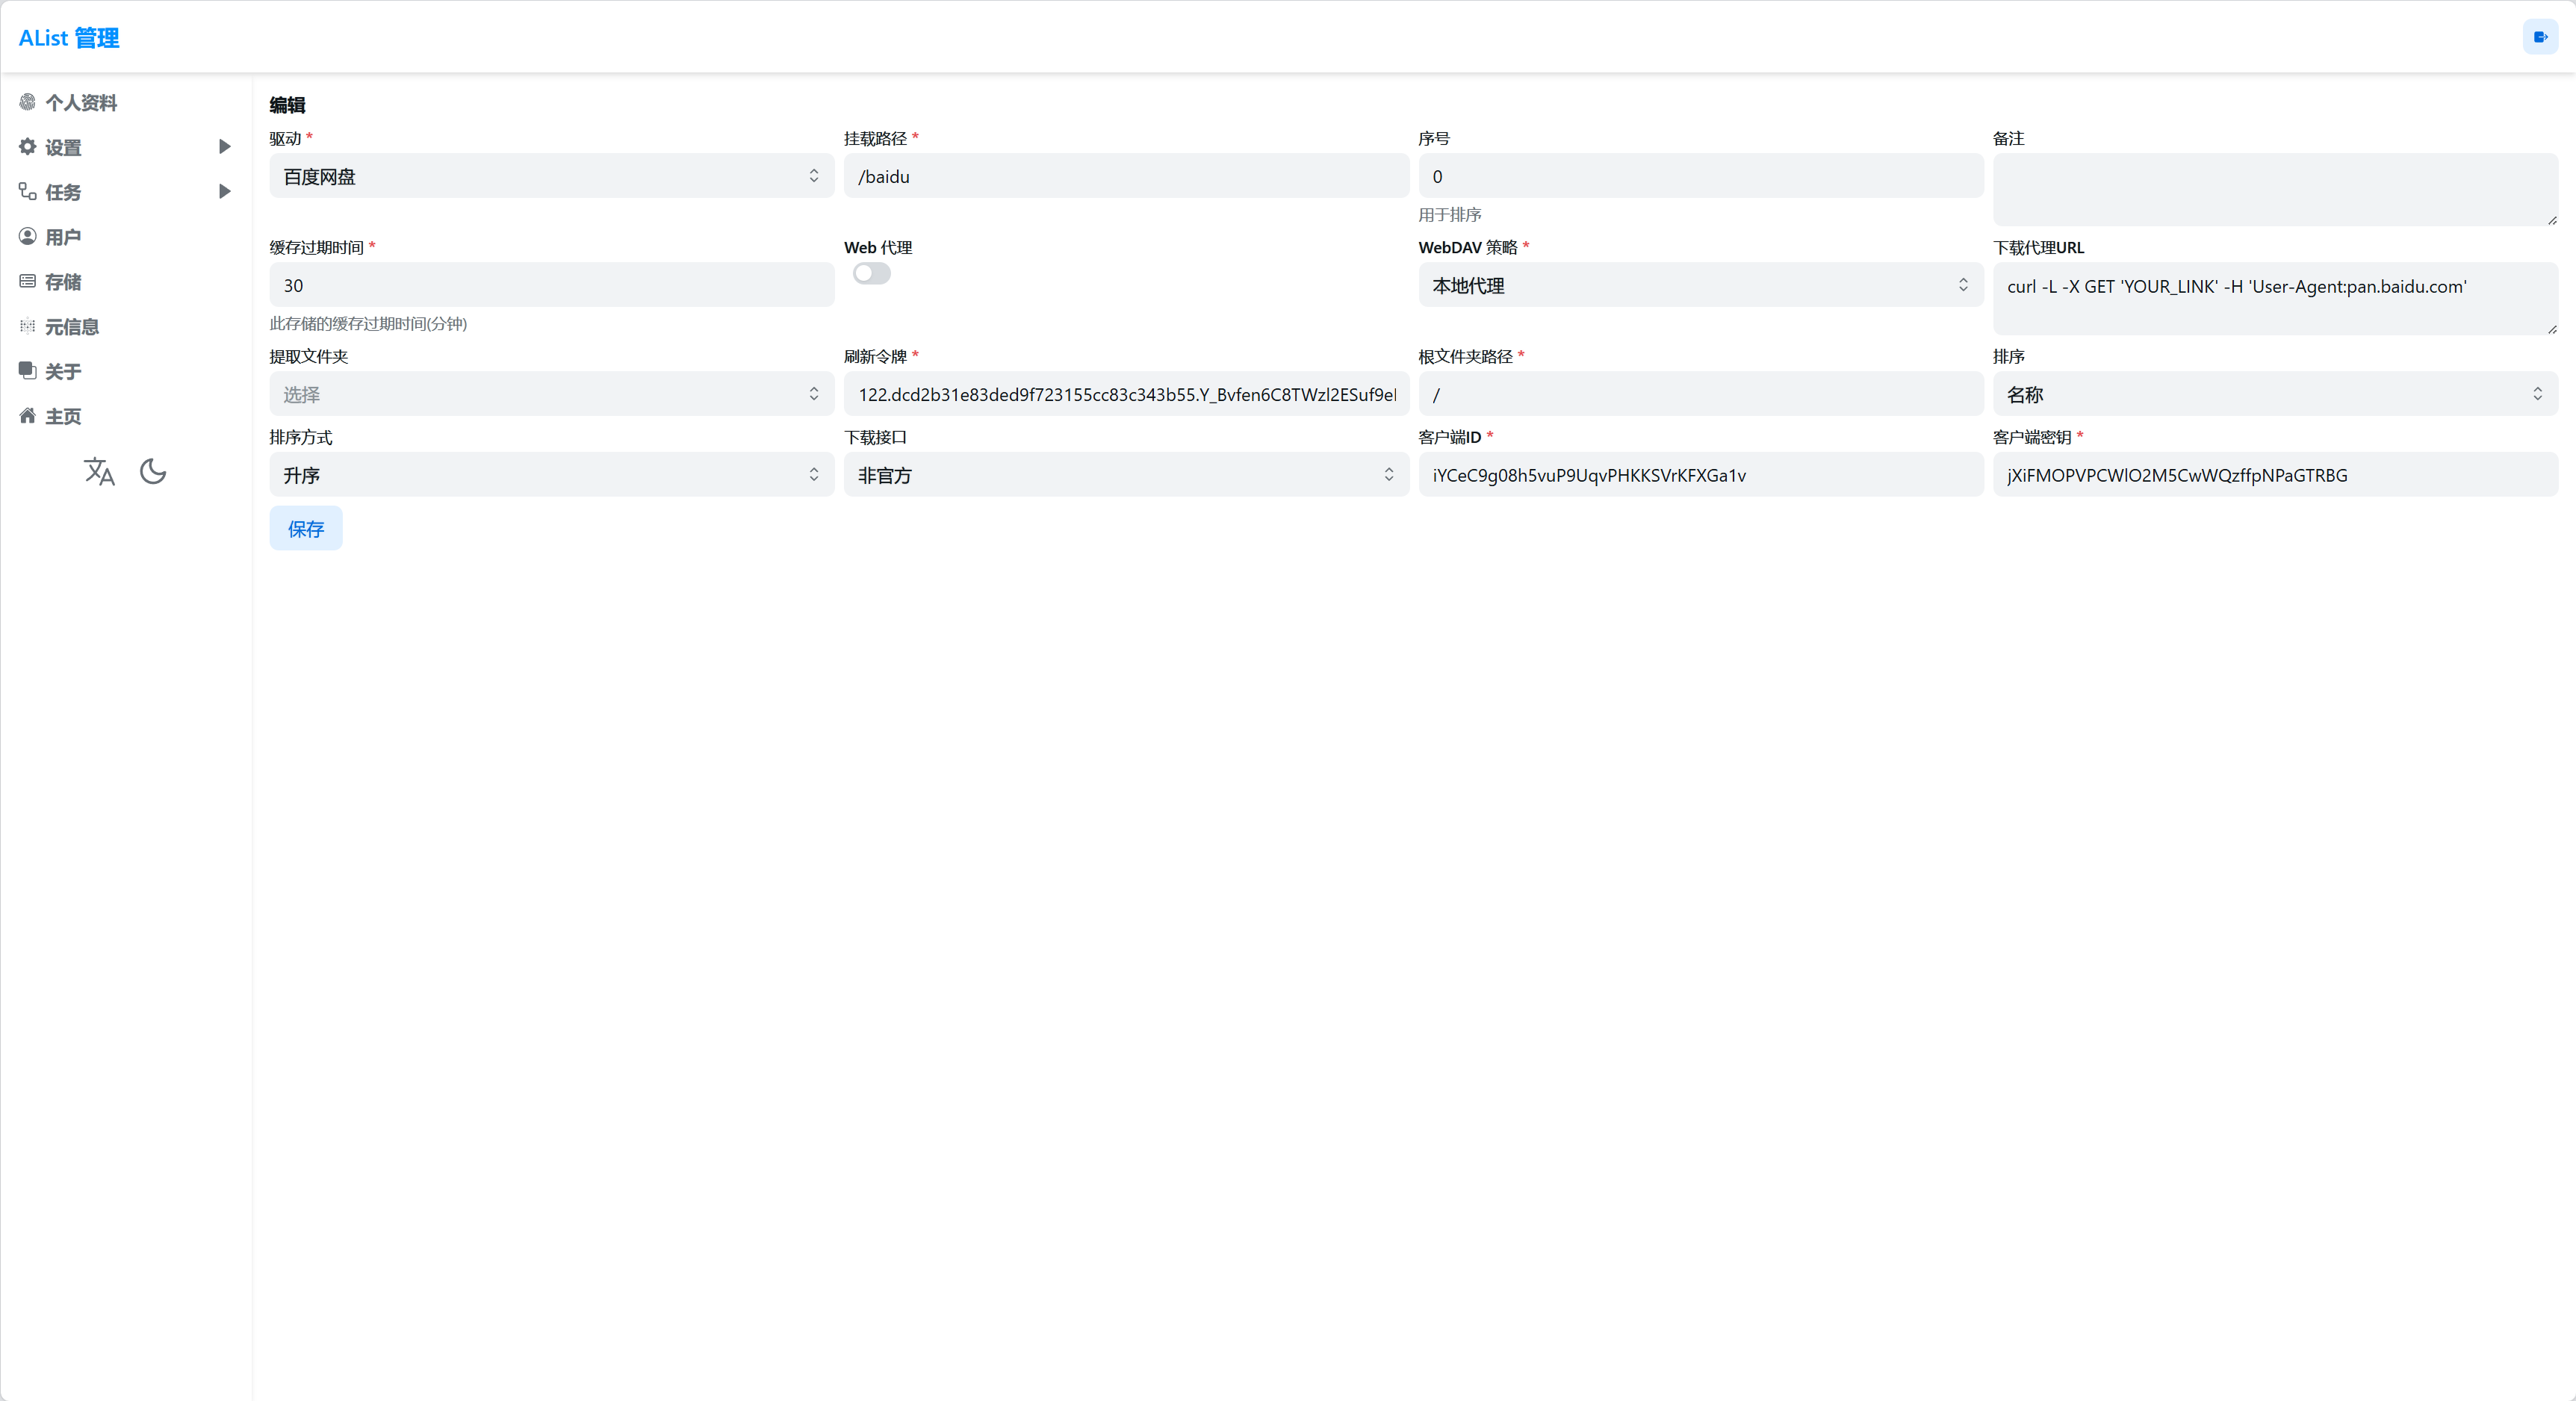 AList 管理
个人资料
设置
任务
用户
存储
元信息
关于
主页
编辑
驱动 *
百度网盘
挂载路径 *
/baidu
序号
0
用于排序
备注
缓存过期时间 *
30
此存储的缓存过期时间(分钟)
Web 代理
WebDAV 策略 *
本地代理
下载代理URL
curl -L -X GET 'YOUR_LINK' -H 'User-Agent:pan.baidu.com'
提取文件夹
选择
刷新令牌 *
122.dcd2b31e83ded9f723155cc83c343b55.Y_Bvfen6C8TWzl2ESuf9el
根文件夹路径 *
/
排序
名称
排序方式
升序
下载接口
非官方
客户端ID *
iYCeC9g08h5vuP9UqvPHKKSVrKFXGa1v
客户端密钥 *
jXiFMOPVPCWlO2M5CwWQzffpNPaGTRBG
保存